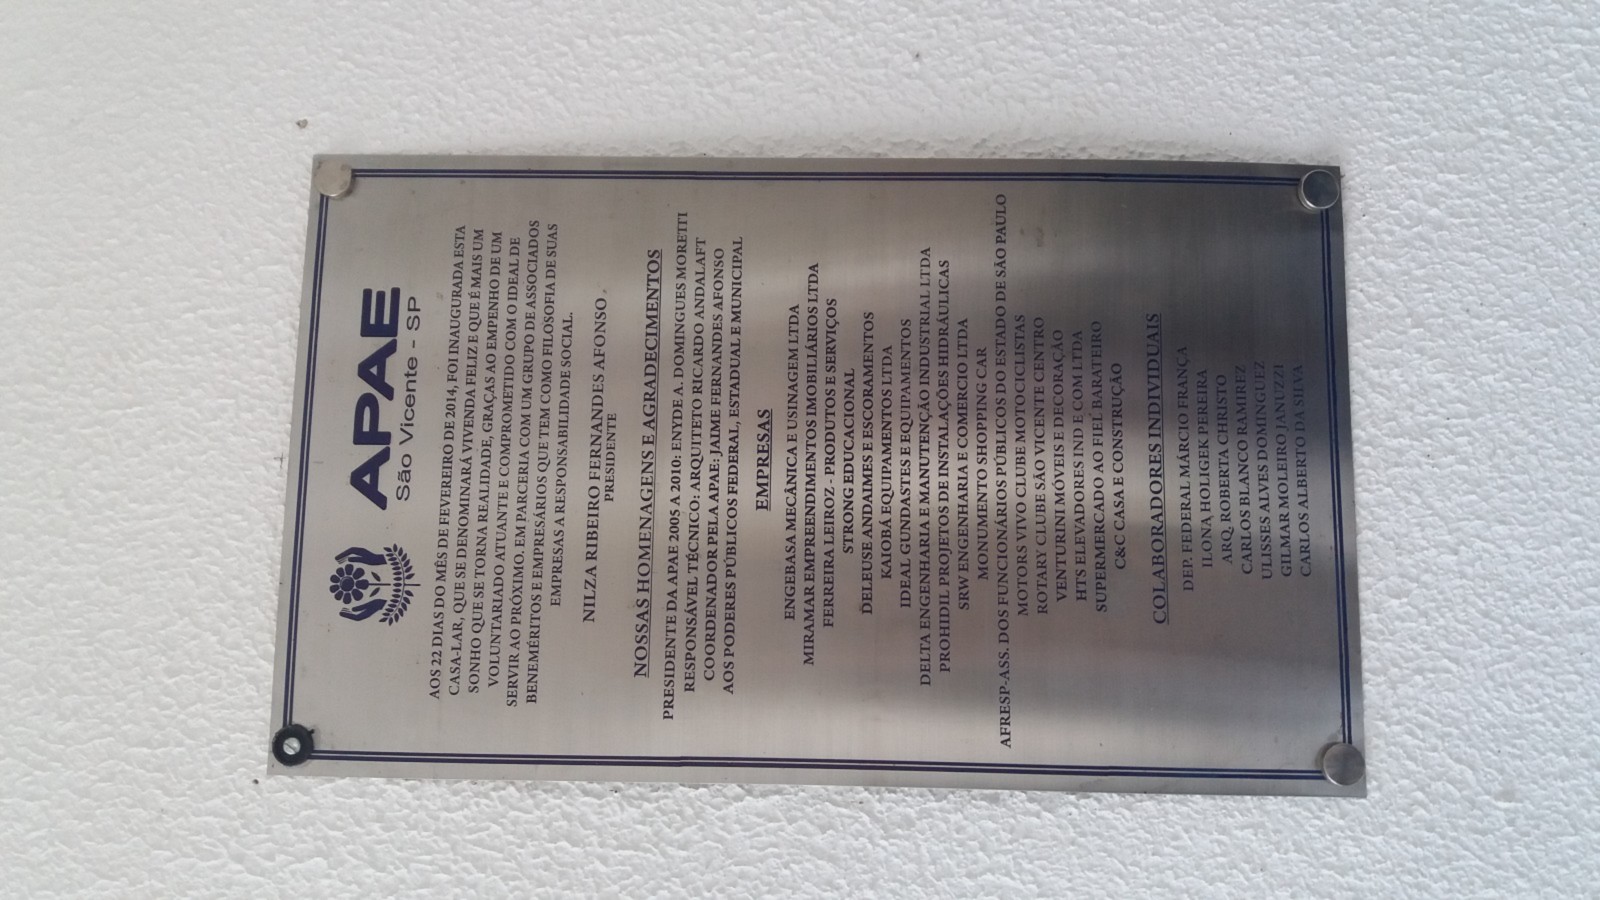 APAE
São Vicente - SP
AOS 22 DIAS DO MÊS DE FEVEREIRO DE 2014, FOI INAUGURADA ESTA
CASA-LAR, QUE SE DENOMINARÁ VIVENDA FELIZ E QUE É MAIS UM
SONHO QUE SE TORNA REALIDADE, GRAÇAS AO EMPENHO DE UM
VOLUNTARIADO ATUANTE E COMPROMETIDO COM O IDEAL DE
SERVIR AO PRÓXIMO. EM PARCERIA COM UM GRUPO DE ASSOCIADOS
BENEMÉRITOS E EMPRESÁRIOS QUE TEM COMO FILOSOFIA DE SUAS
EMPRESAS A RESPONSABILIDADE SOCIAL.
NILZA RIBEIRO FERNANDES AFONSO
PRESIDENTE
NOSSAS HOMENAGENS E AGRADECIMENTOS
PRESIDENTE DA APAE 2005 A 2010: ENYDE A. DOMINGUES MORETTI
RESPONSÁVEL TÉCNICO: ARQUITETO RICARDO ANDALAFT
COORDENADOR PELA APAE: JAIME FERNANDES AFONSO
AOS PODERES PÚBLICOS FEDERAL, ESTADUAL E MUNICIPAL
EMPRESAS
ENGEBASA MECÂNICA E USINAGEM LTDA
MIRAMAR EMPREENDIMENTOS IMOBILIÁRIOS LTDA
FERREIRA LEIROZ - PRODUTOS E SERVIÇOS
STRONG EDUCACIONAL
DELEUSE ANDAIMES E ESCORAMENTOS
KAIOBÁ EQUIPAMENTOS LTDA
IDEAL GUNDASTES E EQUIPAMENTOS
DELTA ENGENHARIA E MANUTENÇÃO INDUSTRIAL LTDA
PROHIDIL PROJETOS DE INSTALAÇÕES HIDRÁULICAS
SRW ENGENHARIA E COMERCIO LTDA
MONUMENTO SHOPPING CAR
AFRESP-ASS. DOS FUNCIONÁRIOS PÚBLICOS DO ESTADO DE SÃO PAULO
MOTORS VIVO CLUBE MOTOCICLISTAS
ROTARY CLUBE SÃO VICENTE CENTRO
VENTURINI MÓVEIS E DECORAÇÃO
HTS ELEVADORES IND E COM LTDA
SUPERMERCADO AO FIEL BARATEIRO
C&C CASA E CONSTRUÇÃO
COLABORADORES INDIVIDUAIS
DEP. FEDERAL MÁRCIO FRANÇA
ILONA HOLIGEK PEREIRA
ARQ. ROBERTA CHRISTO
CARLOS BLANCO RAMIREZ
ULISSES ALVES DOMINGUEZ
GILMAR MOLEIRO JANUZZI
CARLOS ALBERTO DA SILVA